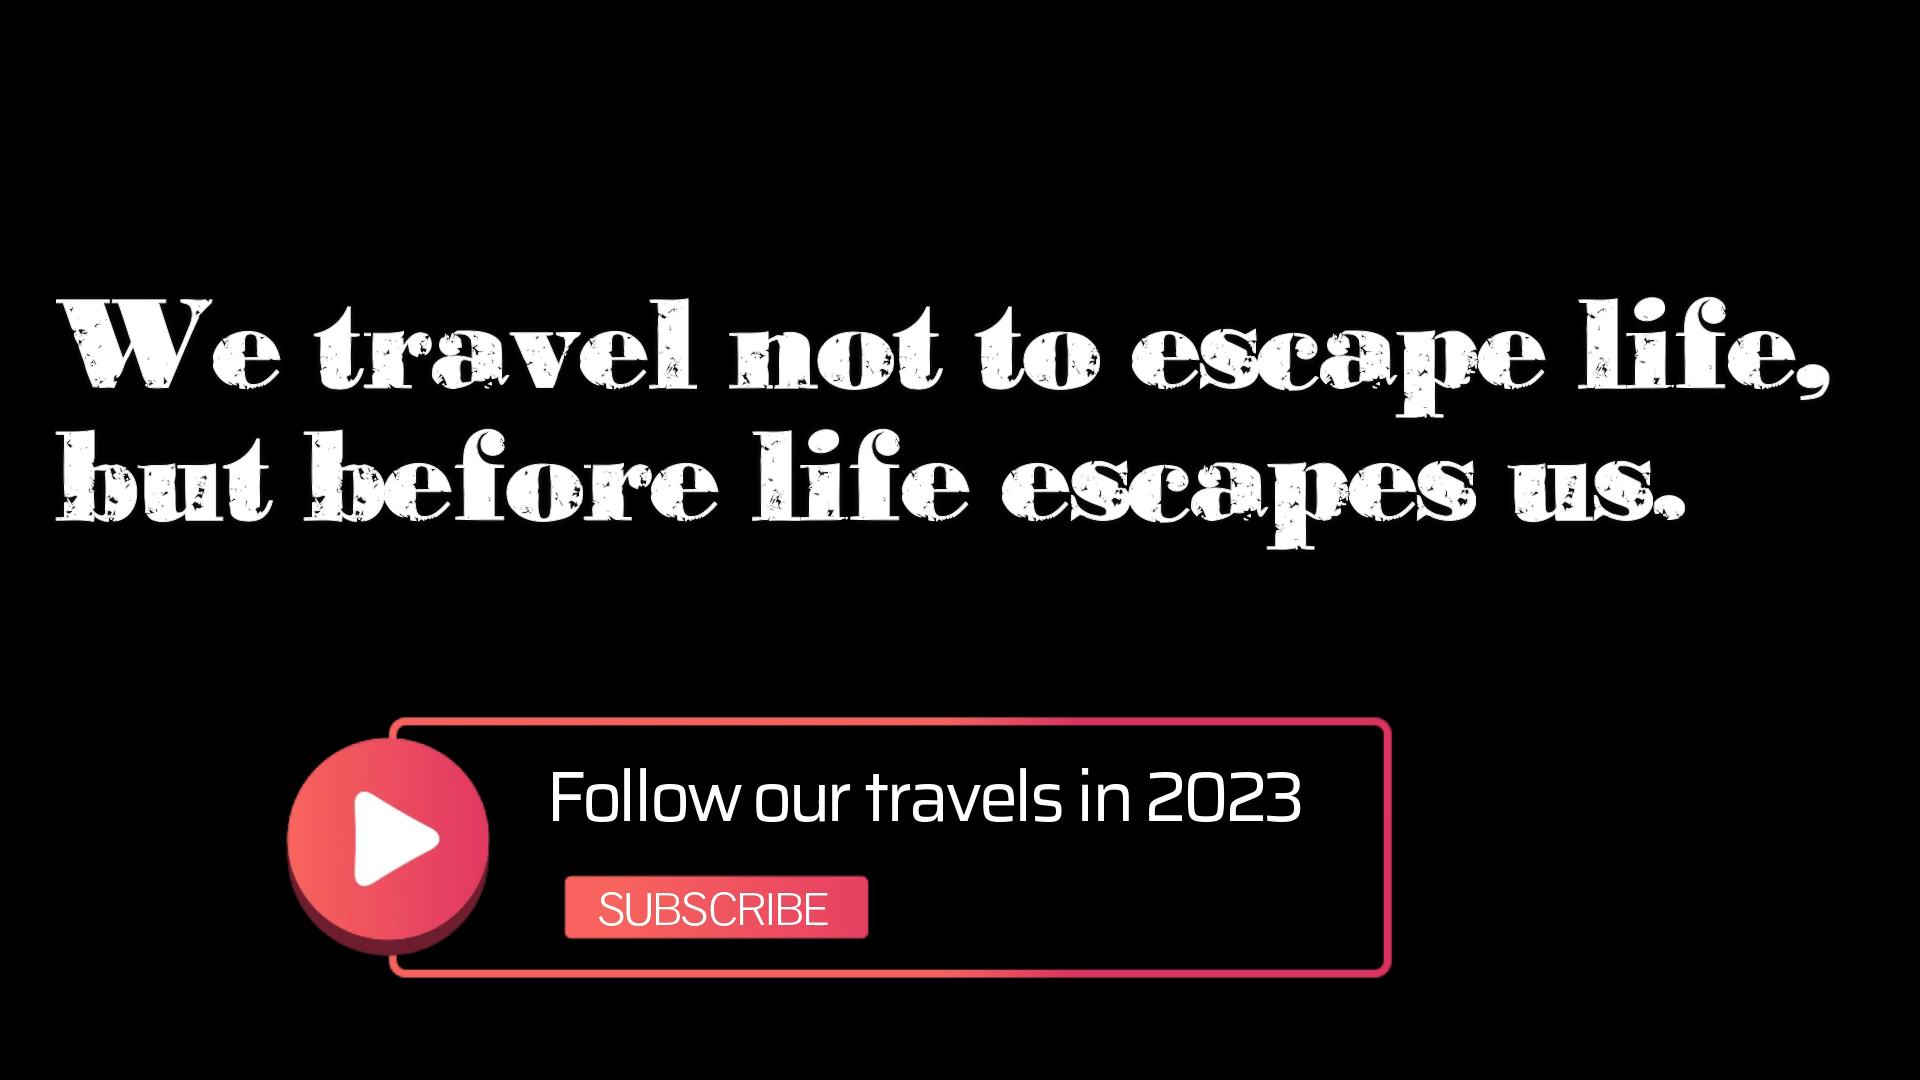 We travel not to escape life,
but before life escapes us.
Follow our travels in 2023
SUBSCRIBE